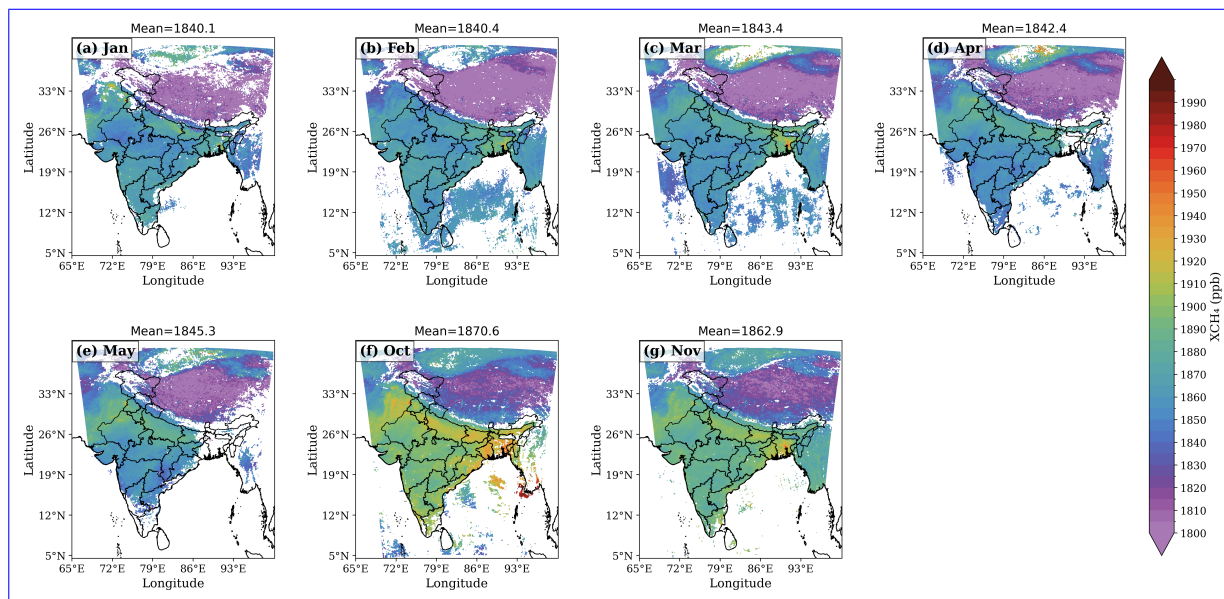 Mean=1840.1
(a) Jan
33°N
26°N
19°N
12°N
5°N
65°E 72°E 79°E 86°E 93°E
Latitude
Longitude
Mean=1840.4
(b) Feb
33°N
26°N
19°N
12°N
5°N
65°E 72°E 79°E 86°E 93°E
Latitude
Longitude
Mean=1843.4
(c) Mar
33°N
26°N
19°N
12°N
5°N
65°E 72°E 79°E 86°E 93°E
Latitude
Longitude
Mean=1842.4
(d) Apr
33°N
26°N
19°N
12°N
5°N
65°E 72°E 79°E 86°E 93°E
Latitude
Longitude
Mean=1845.3
(e) May
33°N
26°N
19°N
12°N
5°N
65°E 72°E 79°E 86°E 93°E
Latitude
Longitude
Mean=1870.6
(f) Oct
33°N
26°N
19°N
12°N
5°N
65°E 72°E 79°E 86°E 93°E
Latitude
Longitude
Mean=1862.9
(g) Nov
33°N
26°N
19°N
12°N
5°N
65°E 72°E 79°E 86°E 93°E
Latitude
Longitude
1990
1980
1970
1960
1950
1940
1930
1920
1910
1900
1890
1880
1870
1860
1850
1840
1830
1820
1810
1800
XCH₄ (ppb)